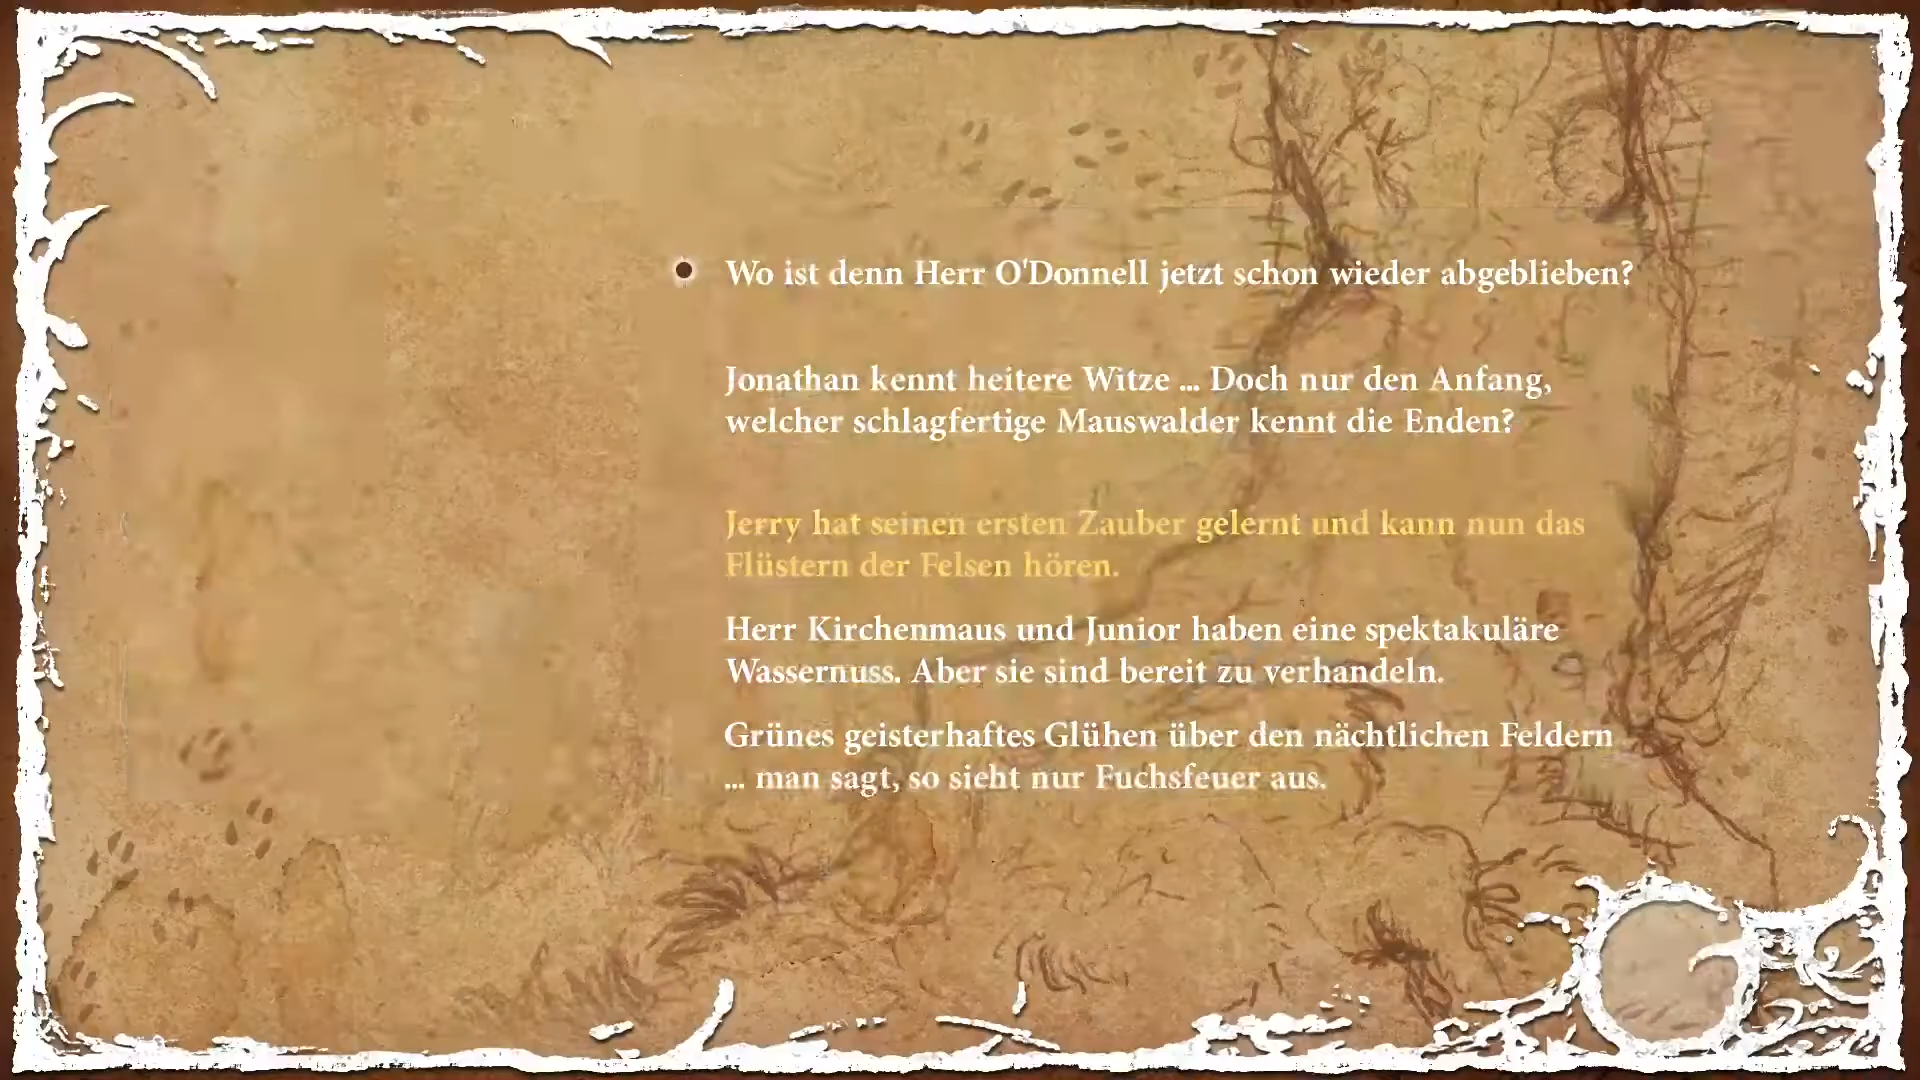 Wo ist denn Herr O'Donnell jetzt schon wieder abgeblieben?
Jonathan kennt heitere Witze ... Doch nur den Anfang,
welcher schlagfertige Mauswalder kennt die Enden?
Jerry hat seinen ersten Zauber gelernt und kann nun das
Flüstern der Felsen hören.
Herr Kirchenmaus und Junior haben eine spektakuläre
Wassernuss. Aber sie sind bereit zu verhandeln.
Grünes geisterhaftes Glühen über den nächtlichen Feldern
... man sagt, so sieht nur Fuchsfeuer aus.